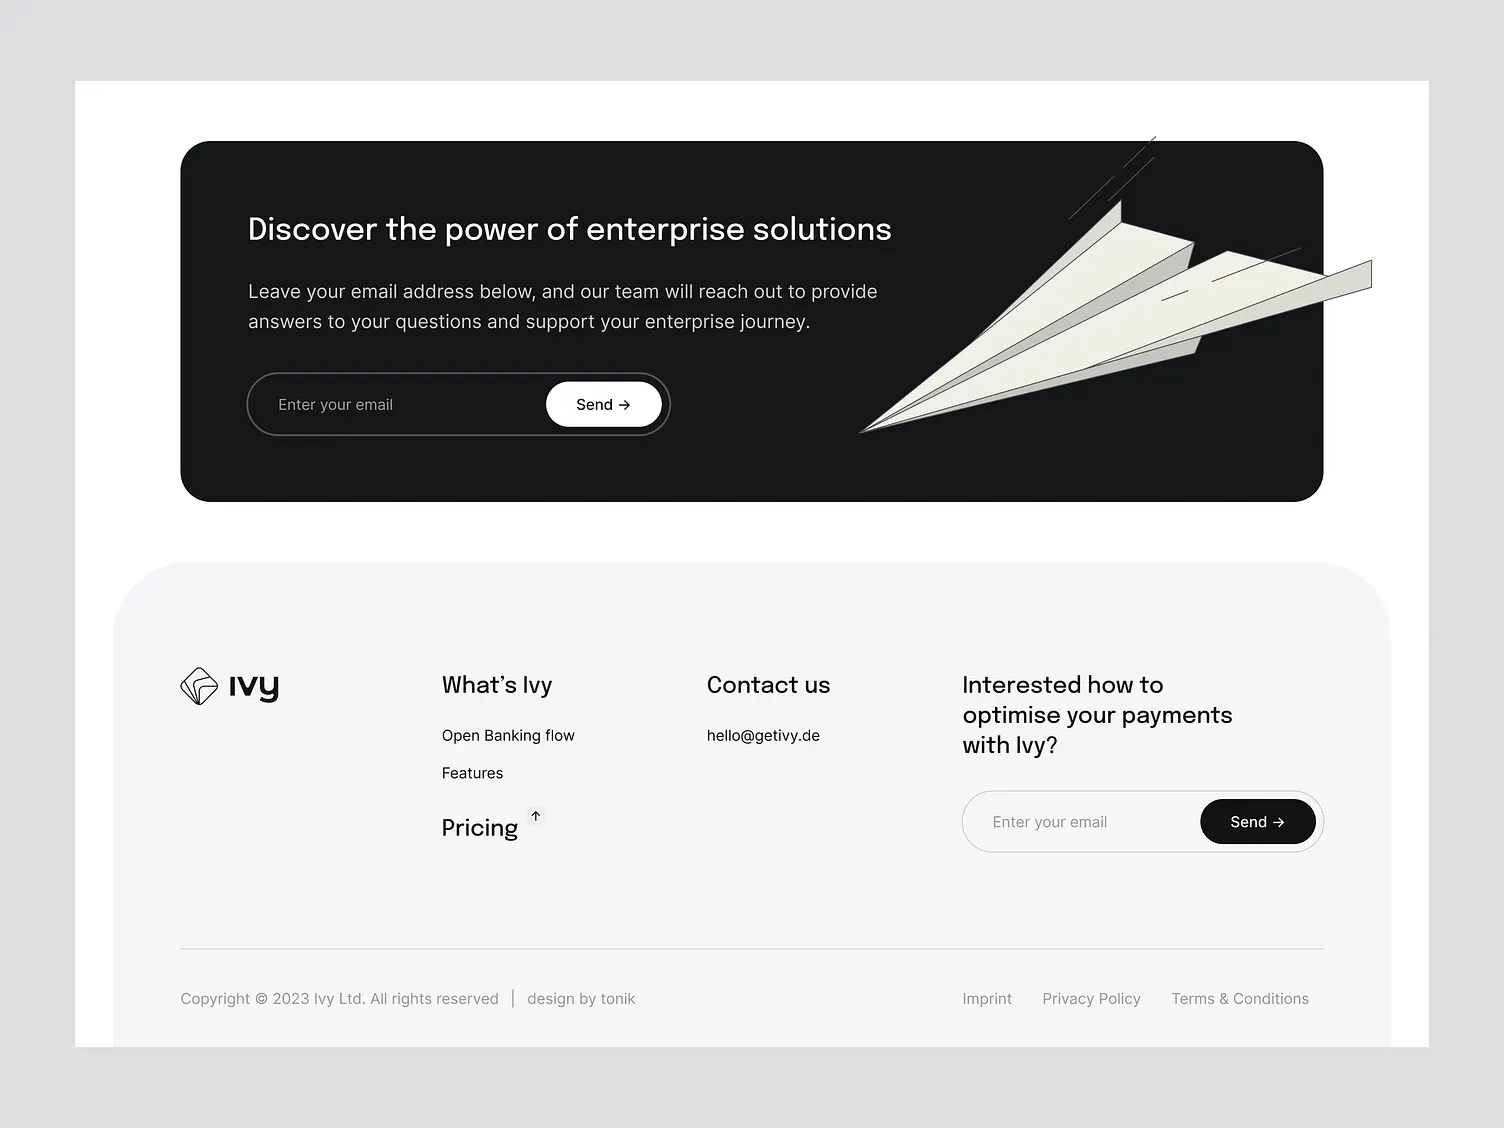 Discover the power of enterprise solutions
Leave your email address below, and our team will reach out to provide
answers to your questions and support your enterprise journey.
Enter your email
Send →
IVY
What’s Ivy
Open Banking flow
Features
Pricing ↑
Contact us
hello@getivy.de
Interested how to
optimise your payments
with Ivy?
Enter your email
Send →
Copyright © 2023 Ivy Ltd. All rights reserved | design by tonik
Imprint
Privacy Policy
Terms & Conditions